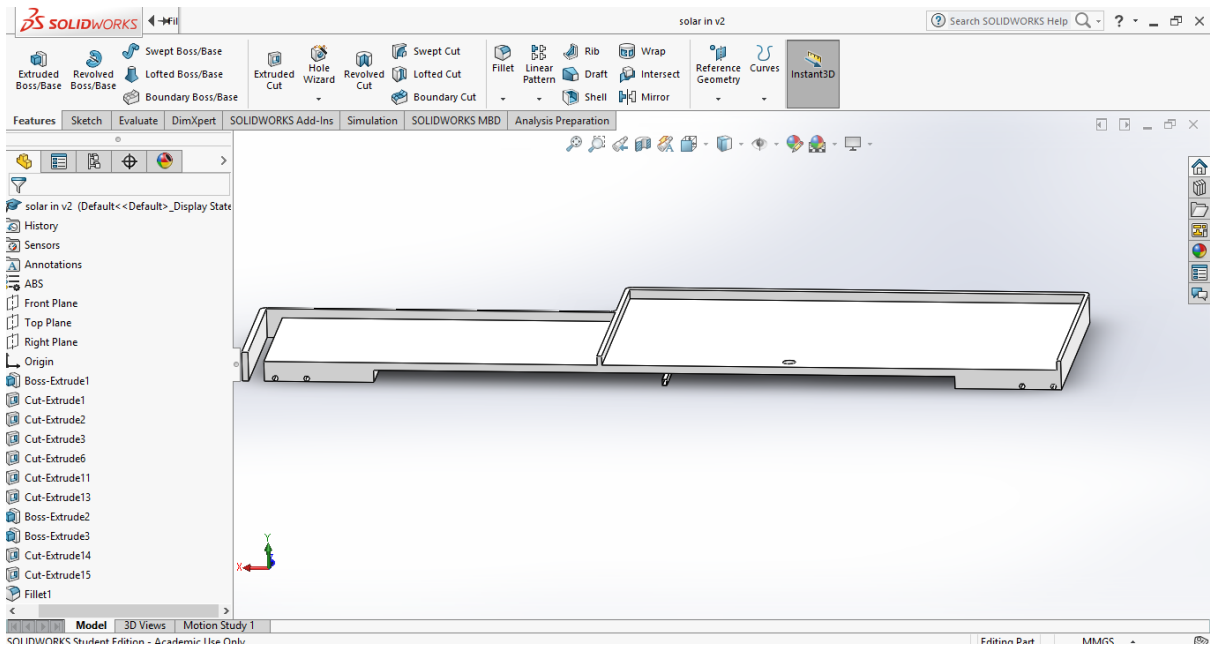 SOLIDWORKS Fil solar in v2 Search SOLIDWORKS Help ?
Extruded Boss/Base
Revolved Boss/Base
Swept Boss/Base
Lofted Boss/Base
Boundary Boss/Base
Extruded Cut
Hole Wizard
Revolved Cut
Swept Cut
Lofted Cut
Boundary Cut
Fillet
Linear Pattern
Rib
Draft
Shell
Wrap
Intersect
Mirror
Reference Geometry
Curves
Instant3D
Features Sketch Evaluate DimXpert SOLIDWORKS Add-Ins Simulation SOLIDWORKS MBD Analysis Preparation
solar in v2 (Default<<Default>_Display State
History
Sensors
Annotations
ABS
Front Plane
Top Plane
Right Plane
Origin
Boss-Extrude1
Cut-Extrude1
Cut-Extrude2
Cut-Extrude3
Cut-Extrude6
Cut-Extrude11
Cut-Extrude13
Boss-Extrude2
Boss-Extrude3
Cut-Extrude14
Cut-Extrude15
Fillet1
Y
X
Model 3D Views Motion Study 1
SOLIDWORKS Student Edition - Academic Use Only Editing Part MMGS